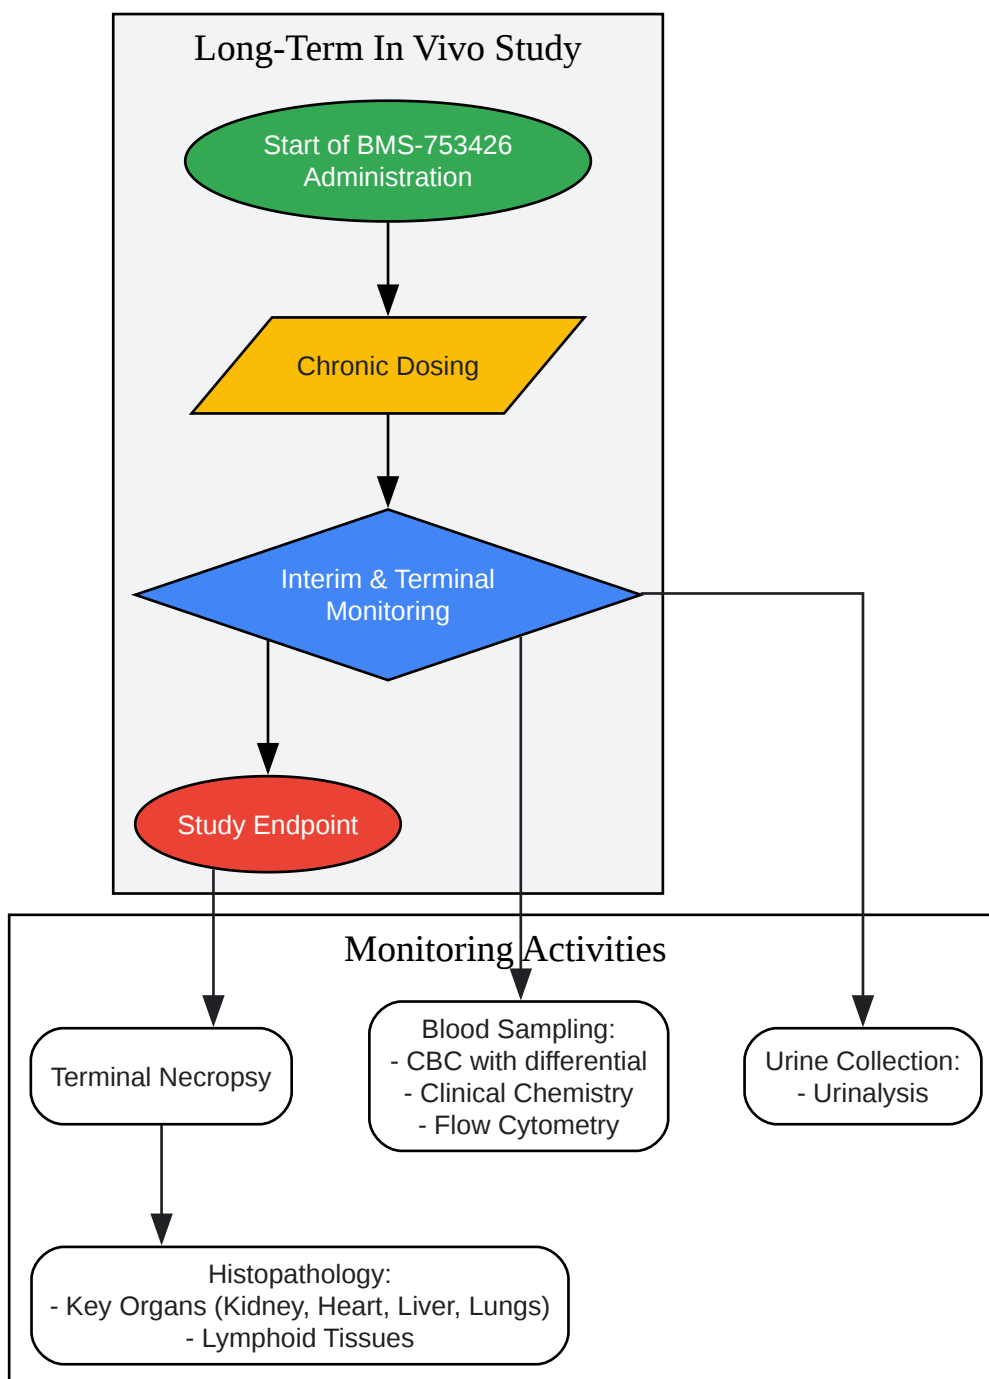 Long-Term In Vivo Study
Start of BMS-753426
Administration
Chronic Dosing
Interim & Terminal
Monitoring
Study Endpoint
Monitoring Activities
Terminal Necropsy
Blood Sampling:
- CBC with differential
- Clinical Chemistry
- Flow Cytometry
Urine Collection:
- Urinalysis
Histopathology:
- Key Organs (Kidney, Heart, Liver, Lungs)
- Lymphoid Tissues